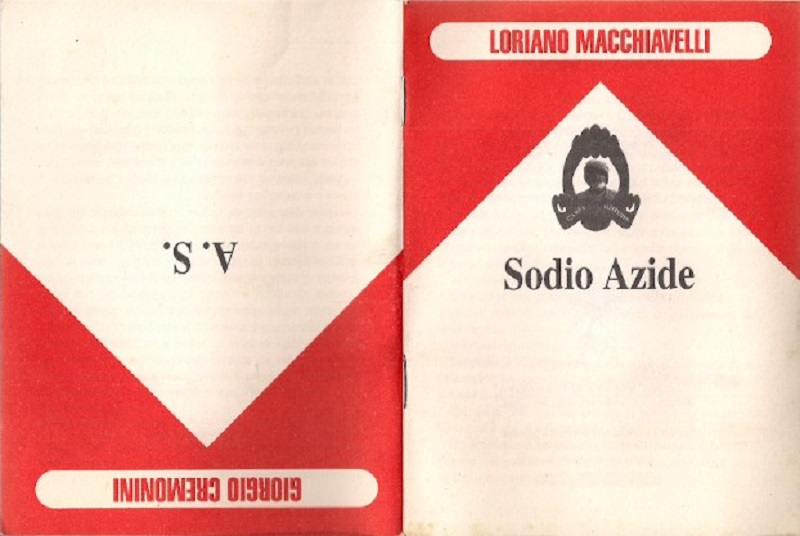 LORIANO MACCHIAVELLI
Sodio Azide
A. S.
GIORGIO CREMONINI